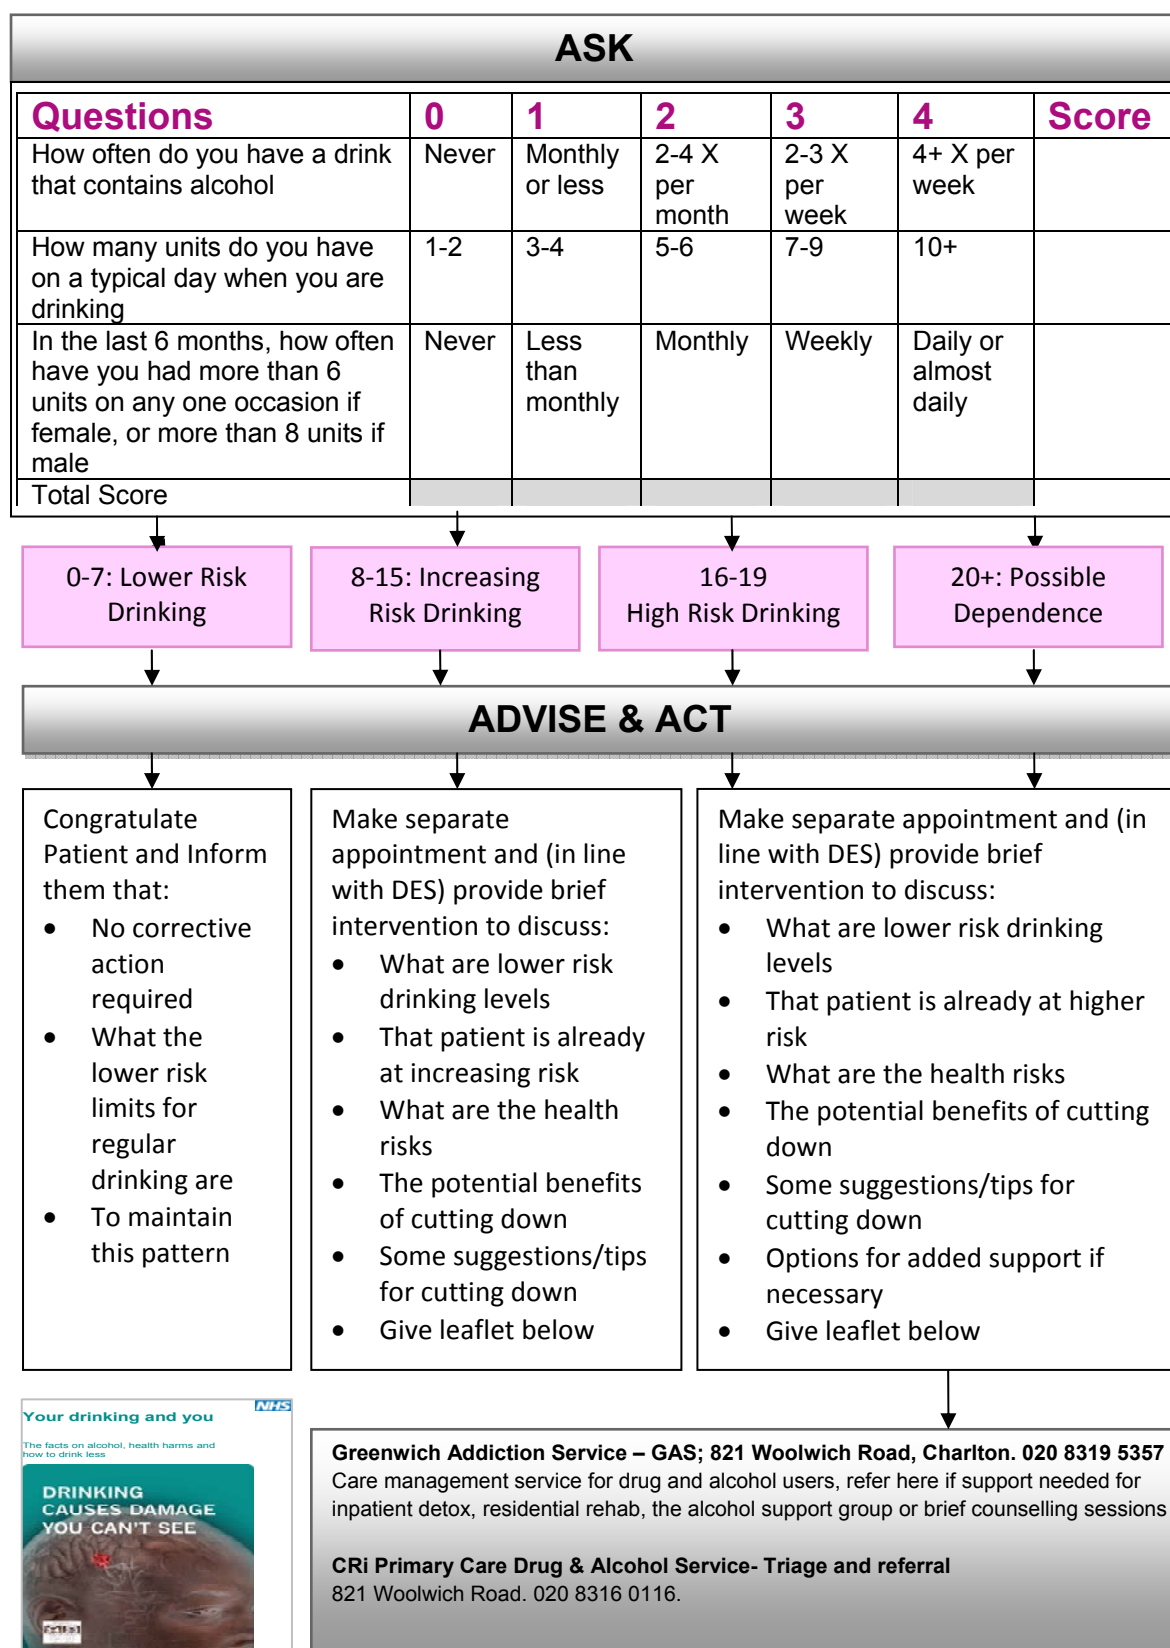 ASK
Questions 0 1 2 3 4 Score
How often do you have a drink that contains alcohol Never Monthly or less 2-4 X per month 2-3 X per week 4+ X per week
How many units do you have on a typical day when you are drinking 1-2 3-4 5-6 7-9 10+
In the last 6 months, how often have you had more than 6 units on any one occasion if female, or more than 8 units if male Never Less than monthly Monthly Weekly Daily or almost daily
Total Score
0-7: Lower Risk
Drinking
8-15: Increasing
Risk Drinking
16-19
High Risk Drinking
20+: Possible
Dependence
ADVISE & ACT
Congratulate
Patient and Inform
them that:
• No corrective
action
required
• What the
lower risk
limits for
regular
drinking are
• To maintain
this pattern
Make separate
appointment and (in line
with DES) provide brief
intervention to discuss:
• What are lower risk
drinking levels
• That patient is already
at increasing risk
• What are the health
risks
• The potential benefits
of cutting down
• Some suggestions/tips
for cutting down
• Give leaflet below
Make separate appointment and (in
line with DES) provide brief
intervention to discuss:
• What are lower risk drinking
levels
• That patient is already at higher
risk
• What are the health risks
• The potential benefits of cutting
down
• Some suggestions/tips for
cutting down
• Options for added support if
necessary
• Give leaflet below
NHS
Your drinking and you
The facts on alcohol, health harms and
how to drink less
DRINKING
CAUSES DAMAGE
YOU CAN'T SEE
Greenwich Addiction Service – GAS; 821 Woolwich Road, Charlton. 020 8319 5357
Care management service for drug and alcohol users, refer here if support needed for
inpatient detox, residential rehab, the alcohol support group or brief counselling sessions
CRi Primary Care Drug & Alcohol Service- Triage and referral
821 Woolwich Road. 020 8316 0116.